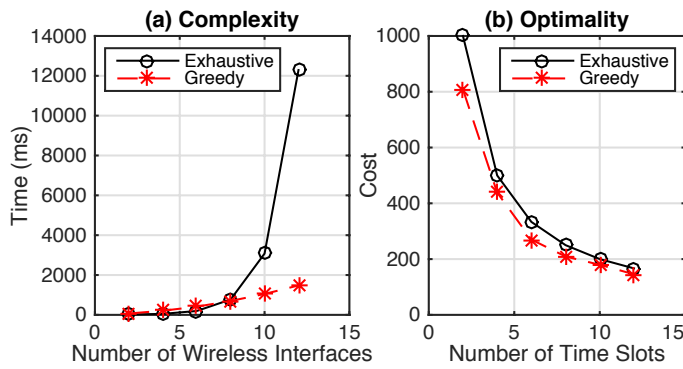 (a) Complexity
14000
12000
10000
8000
6000
4000
2000
0
Time (ms)
Exhaustive
Greedy
0
5
10
15
Number of Wireless Interfaces
(b) Optimality
1000
800
600
400
200
0
Cost
Exhaustive
Greedy
0
5
10
15
Number of Time Slots